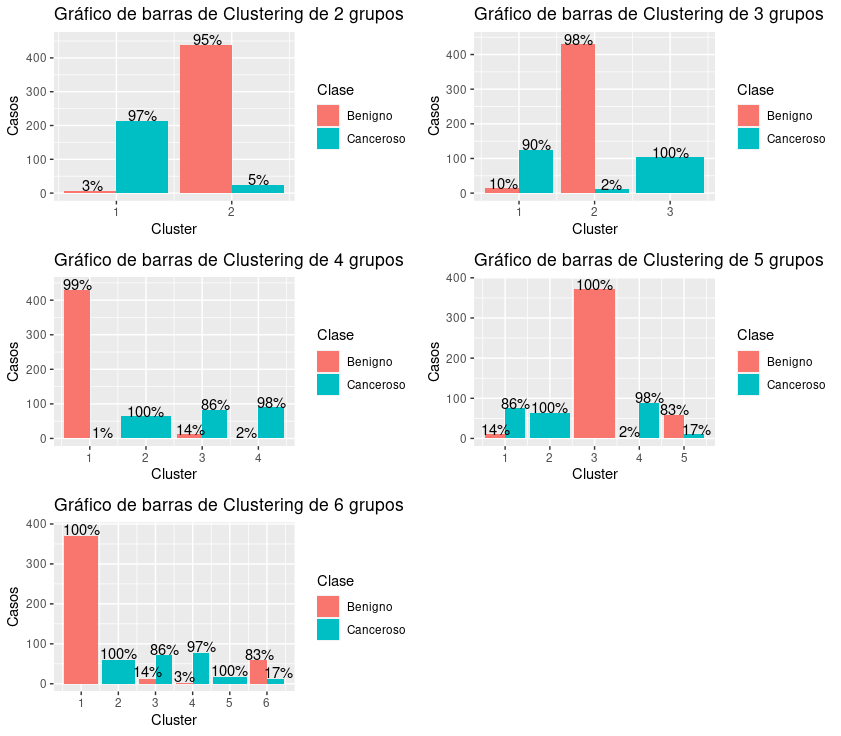 Gráfico de barras de Clustering de 2 grupos
95%
400
300
97%
200
100
3%
5%
0
1
2
Casos
Cluster
Clase
Benigno
Canceroso
Gráfico de barras de Clustering de 3 grupos
98%
400
300
200
90%
100%
100
10%
2%
0
1
2
3
Casos
Cluster
Clase
Benigno
Canceroso
Gráfico de barras de Clustering de 4 grupos
99%
400
300
200
100
100%
86%
98%
1%
14%
2%
0
1
2
3
4
Casos
Cluster
Clase
Benigno
Canceroso
Gráfico de barras de Clustering de 5 grupos
400
100%
300
200
100
86%
100%
98%
83%
14%
2%
17%
0
1
2
3
4
5
Casos
Cluster
Clase
Benigno
Canceroso
Gráfico de barras de Clustering de 6 grupos
400
100%
300
200
100
100%
86%
97%
83%
14%
3%
100%
17%
0
1
2
3
4
5
6
Casos
Cluster
Clase
Benigno
Canceroso